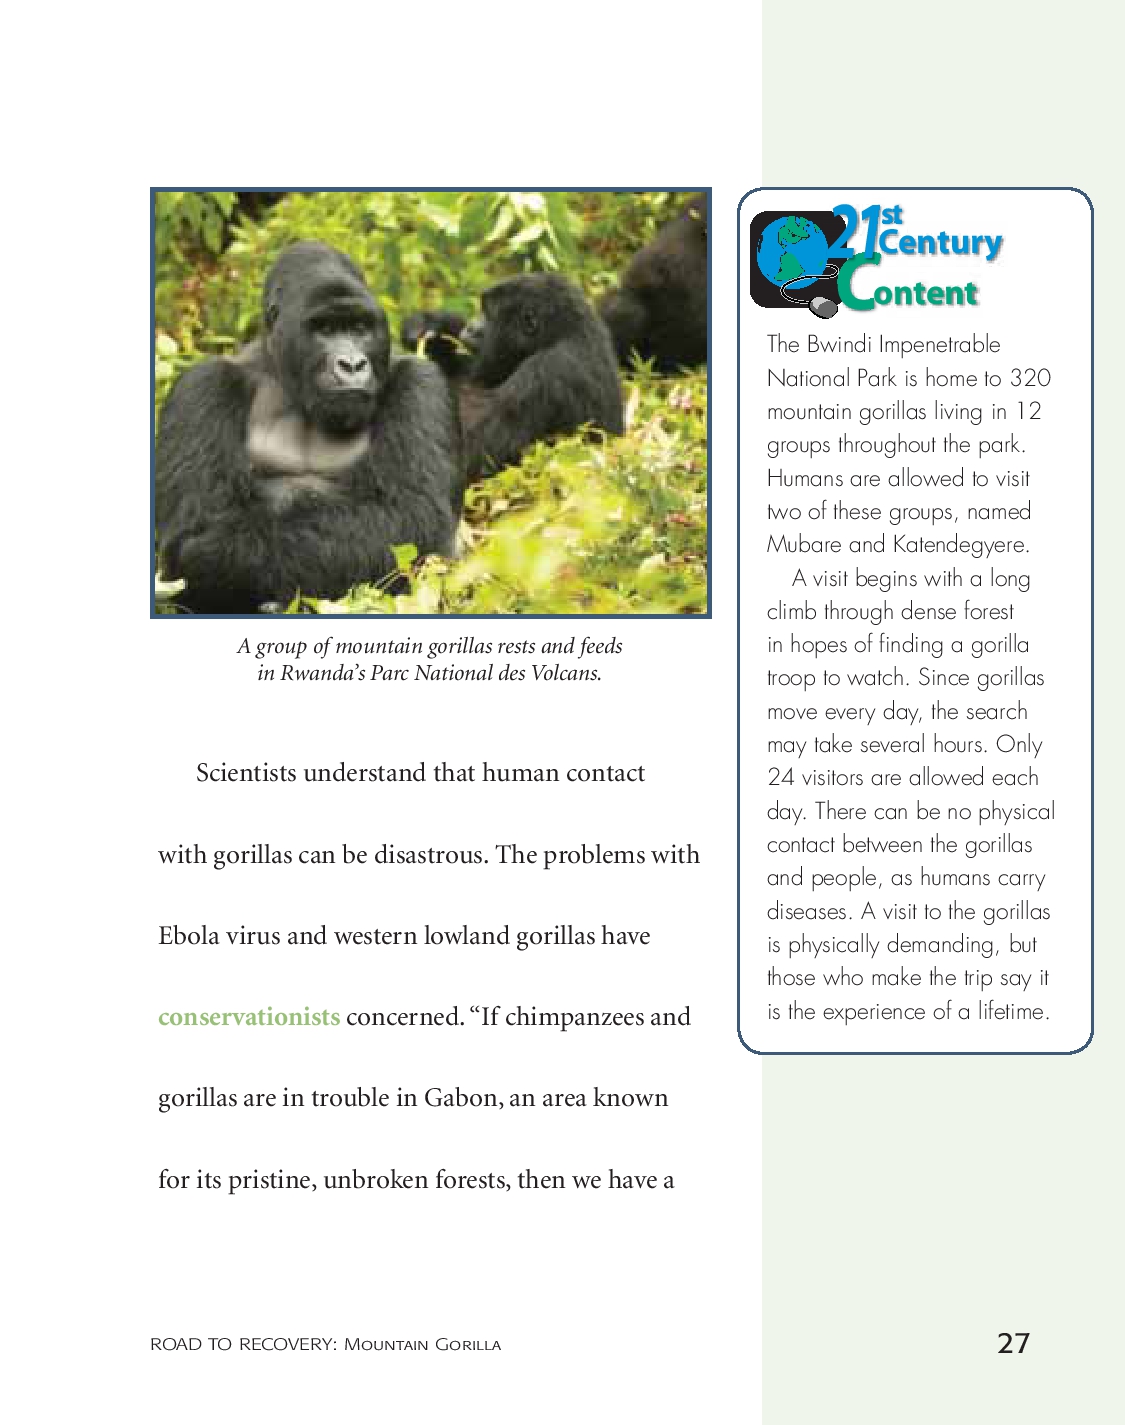 A group of mountain gorillas rests and feeds
in Rwanda’s Parc National des Volcans.
Scientists understand that human contact
with gorillas can be disastrous. The problems with
Ebola virus and western lowland gorillas have
conservationists concerned. “If chimpanzees and
gorillas are in trouble in Gabon, an area known
for its pristine, unbroken forests, then we have a
21st
Century
Content
The Bwindi Impenetrable
National Park is home to 320
mountain gorillas living in 12
groups throughout the park.
Humans are allowed to visit
two of these groups, named
Mubare and Katendegyere.
A visit begins with a long
climb through dense forest
in hopes of finding a gorilla
troop to watch. Since gorillas
move every day, the search
may take several hours. Only
24 visitors are allowed each
day. There can be no physical
contact between the gorillas
and people, as humans carry
diseases. A visit to the gorillas
is physically demanding, but
those who make the trip say it
is the experience of a lifetime.
ROAD TO RECOVERY: Mountain Gorilla
27